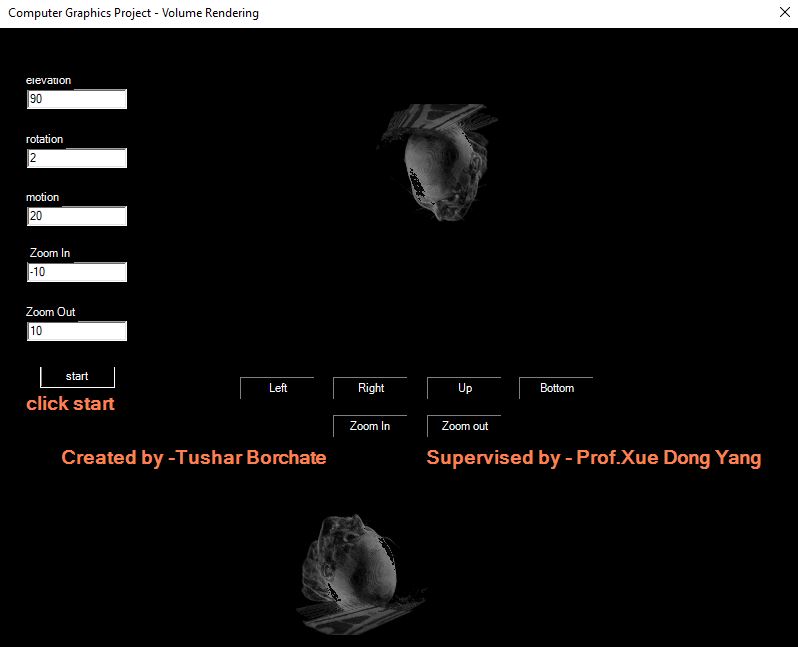 Computer Graphics Project - Volume Rendering
elevation
90
rotation
2
motion
20
Zoom In
-10
Zoom Out
10
start
click start
Left Right Up Bottom
Zoom In Zoom out
Created by -Tushar Borchate Supervised by - Prof.Xue Dong Yang